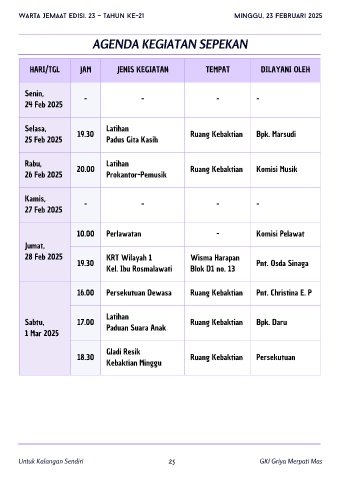 WARTA JEMAAT EDISI. 23 – TAHUN KE-21 MINGGU, 23 FEBRUARI 2025
AGENDA KEGIATAN SEPEKAN
HARI/TGL JAM JENIS KEGIATAN TEMPAT DILAYANI OLEH
Senin,
24 Feb 2025 - - - -
Selasa,
25 Feb 2025 19.30 Latihan
Padus Gita Kasih Ruang Kebaktian Bpk. Marsudi
Rabu,
26 Feb 2025 20.00 Latihan
Prokantor-Pemusik Ruang Kebaktian Komisi Musik
Kamis,
27 Feb 2025 - - - -
Jumat,
28 Feb 2025
10.00 Perlawatan - Komisi Pelawat
19.30 KRT Wilayah 1
Kel. Ibu Rosmalawati Wisma Harapan
Blok D1 no. 13 Pnt. Osda Sinaga
Sabtu,
1 Mar 2025
16.00 Persekutuan Dewasa Ruang Kebaktian Pnt. Christina E. P
17.00 Latihan
Paduan Suara Anak Ruang Kebaktian Bpk. Daru
18.30 Gladi Resik
Kebaktian Minggu Ruang Kebaktian Persekutuan
Untuk Kalangan Sendiri 25 GKI Griya Merpati Mas